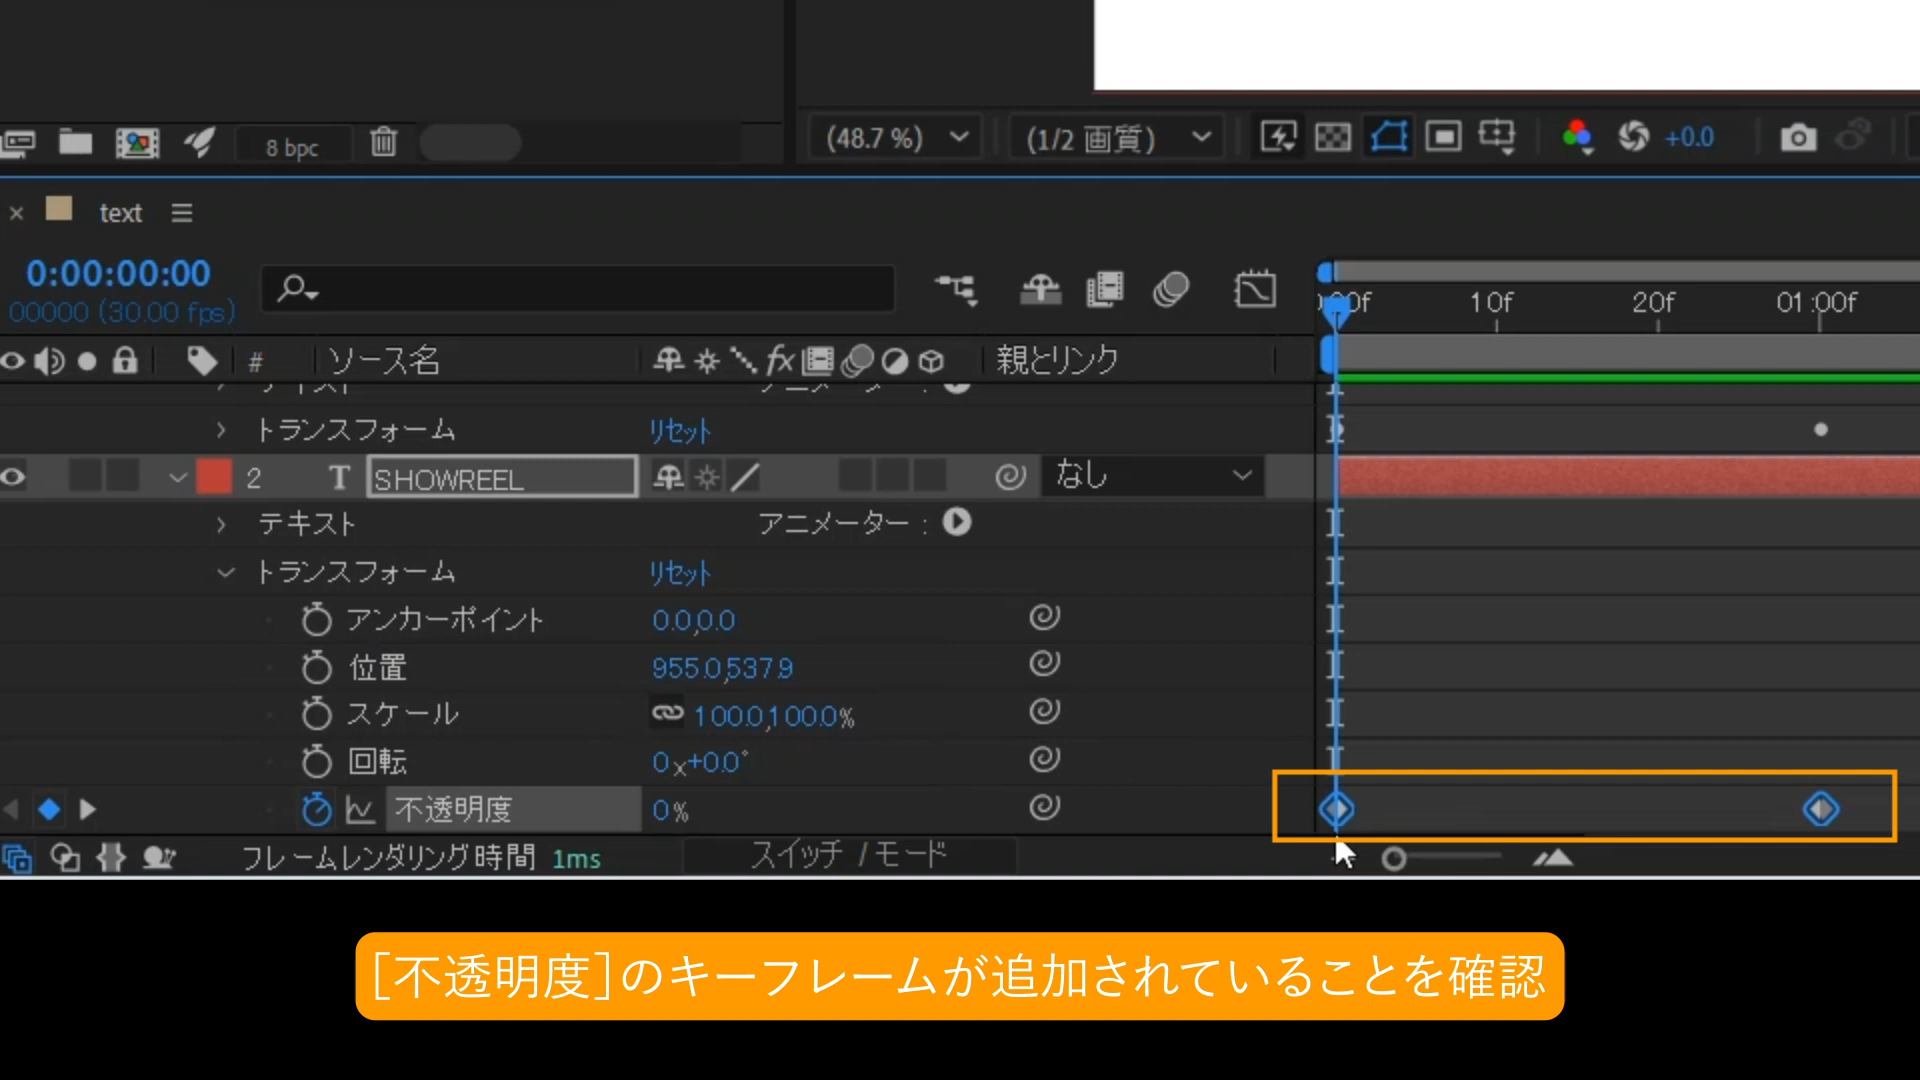 8 bpc
(48.7 %)
(1/2 画質)
+0.0
× text
0:00:00:00
00000 (30.00 fps)
10f 20f 01:00f
# ソース名 fx 親とリンク
トランスフォーム リセット
2 T SHOWREEL なし
テキスト アニメーター :
トランスフォーム リセット
アンカーポイント 0.0,0.0
位置 955.0,537.9
スケール 100.0,100.0%
回転 0x+0.0°
不透明度 0%
フレームレンダリング時間 1ms スイッチ / モード
[不透明度]のキーフレームが追加されていることを確認